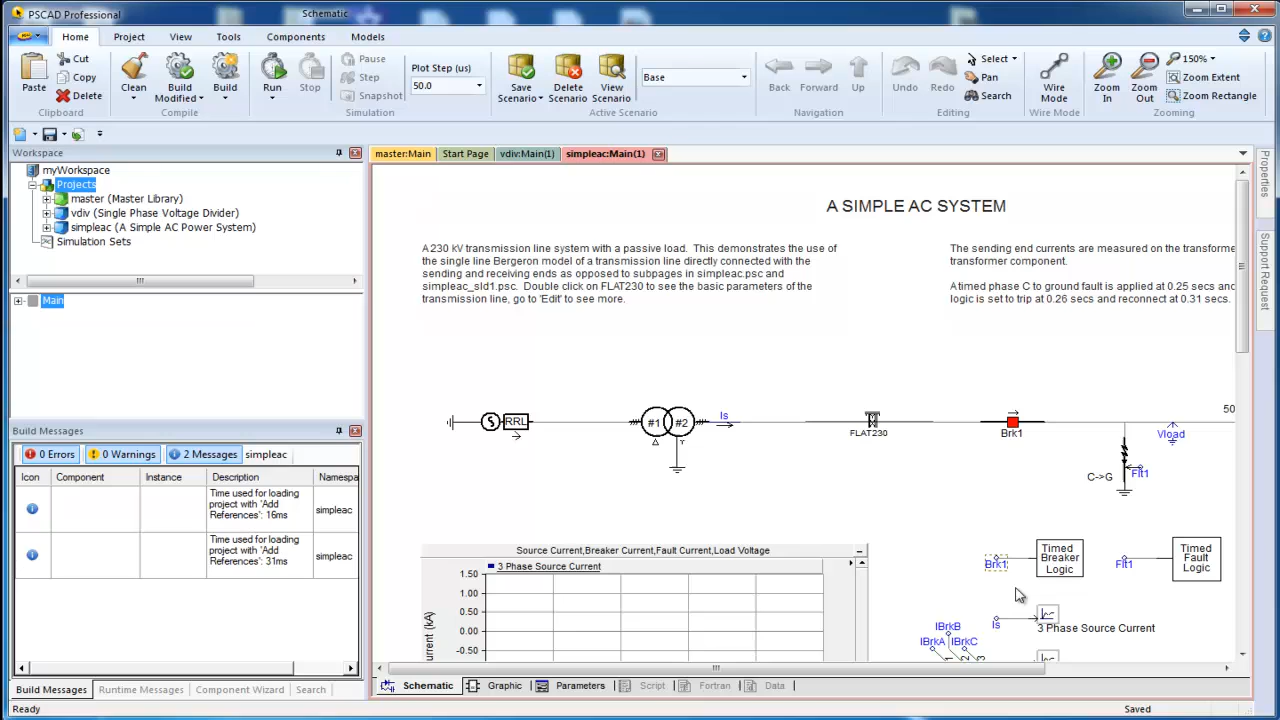 PSCAD Professional
Schematic
Home
Project
View
Tools
Components
Models
Paste
Cut
Copy
Delete
Clipboard
Clean
Build
Modified
Build
Compile
Run
Stop
Pause
Step
Snapshot
Plot Step (us)
50.0
Simulation
Save
Scenario
Delete
Scenario
View
Scenario
Base
Active Scenario
Back
Forward
Up
Navigation
Undo
Redo
Select
Pan
Search
Editing
Wire
Mode
Wire Mode
Zoom
In
Zoom
Out
150%
Zoom Extent
Zoom Rectangle
Zooming
Workspace
myWorkspace
Projects
master (Master Library)
vdiv (Single Phase Voltage Divider)
simpleac (A Simple AC Power System)
Simulation Sets
Main
Build Messages
0 Errors
0 Warnings
2 Messages
simpleac
Icon
Component
Instance
Description
Namespa
Time used for loading
project with 'Add
References': 16ms
simpleac
Time used for loading
project with 'Add
References': 31ms
simpleac
Build Messages
Runtime Messages
Component Wizard
Search
Ready
Saved
master:Main
Start Page
vdiv:Main(1)
simpleac:Main(1)
Properties
Support Request
A SIMPLE AC SYSTEM
A 230 kV transmission line system with a passive load. This demonstrates the use of
the single line Bergeron model of a transmission line directly connected with the
sending and receiving ends as opposed to subpages in simpleac.psc and
simpleac_sld1.psc. Double click on FLAT230 to see the basic parameters of the
transmission line, go to 'Edit' to see more.
The sending end currents are measured on the transforme
transformer component.
A timed phase C to ground fault is applied at 0.25 secs and
logic is set to trip at 0.26 secs and reconnect at 0.31 secs.
RRL
#1
#2
Is
FLAT230
Brk1
50
Vload
C->G
Flt1
Source Current,Breaker Current,Fault Current,Load Voltage
3 Phase Source Current
1.50
1.00
0.50
0.00
-0.50
urrent (kA)
Brk1
Timed
Breaker
Logic
Flt1
Timed
Fault
Logic
Is
3 Phase Source Current
IBrkB
IBrkA
IBrkC
1
2
3
Schematic
Graphic
Parameters
Script
Fortran
Data